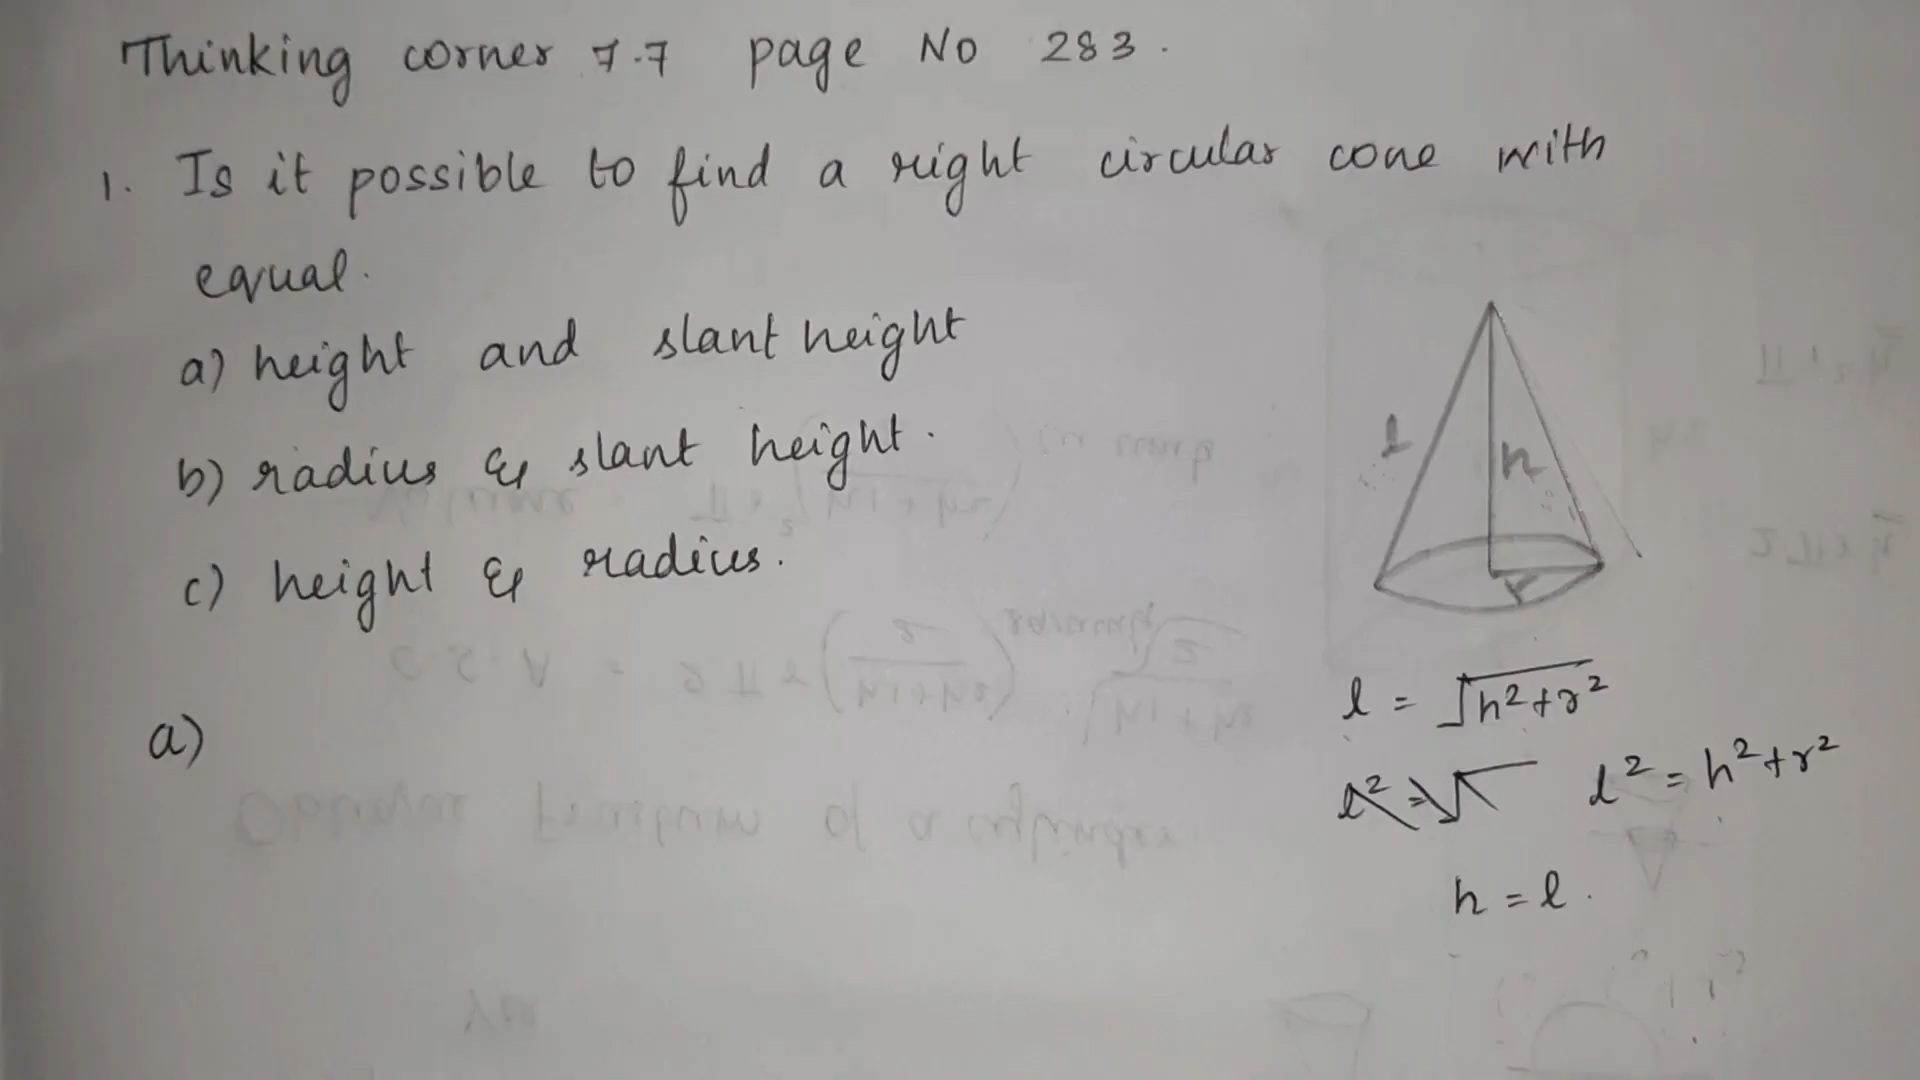 Thinking corner 7.7 page No 283.
1. Is it possible to find a right circular cone with
equal.
a) height and slant height
b) radius & slant height.
c) height & radius.
l
h
r
a)
l = √h²+r²
l² = √ l² = h²+r²
h = l.